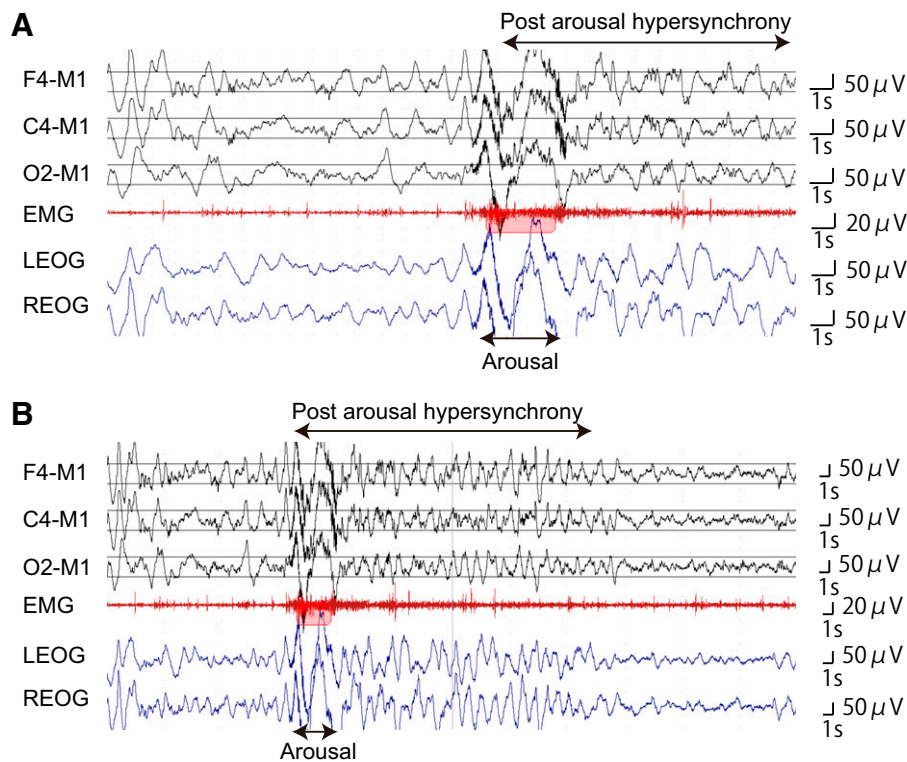 A
Post arousal hypersynchrony
F4-M1
50 μV
1s
C4-M1
50 μV
1s
O2-M1
50 μV
1s
EMG
20 μV
1s
LEOG
50 μV
1s
REOG
50 μV
1s
Arousal
B
Post arousal hypersynchrony
F4-M1
50 μV
1s
C4-M1
50 μV
1s
O2-M1
50 μV
1s
EMG
20 μV
1s
LEOG
50 μV
1s
REOG
50 μV
1s
Arousal